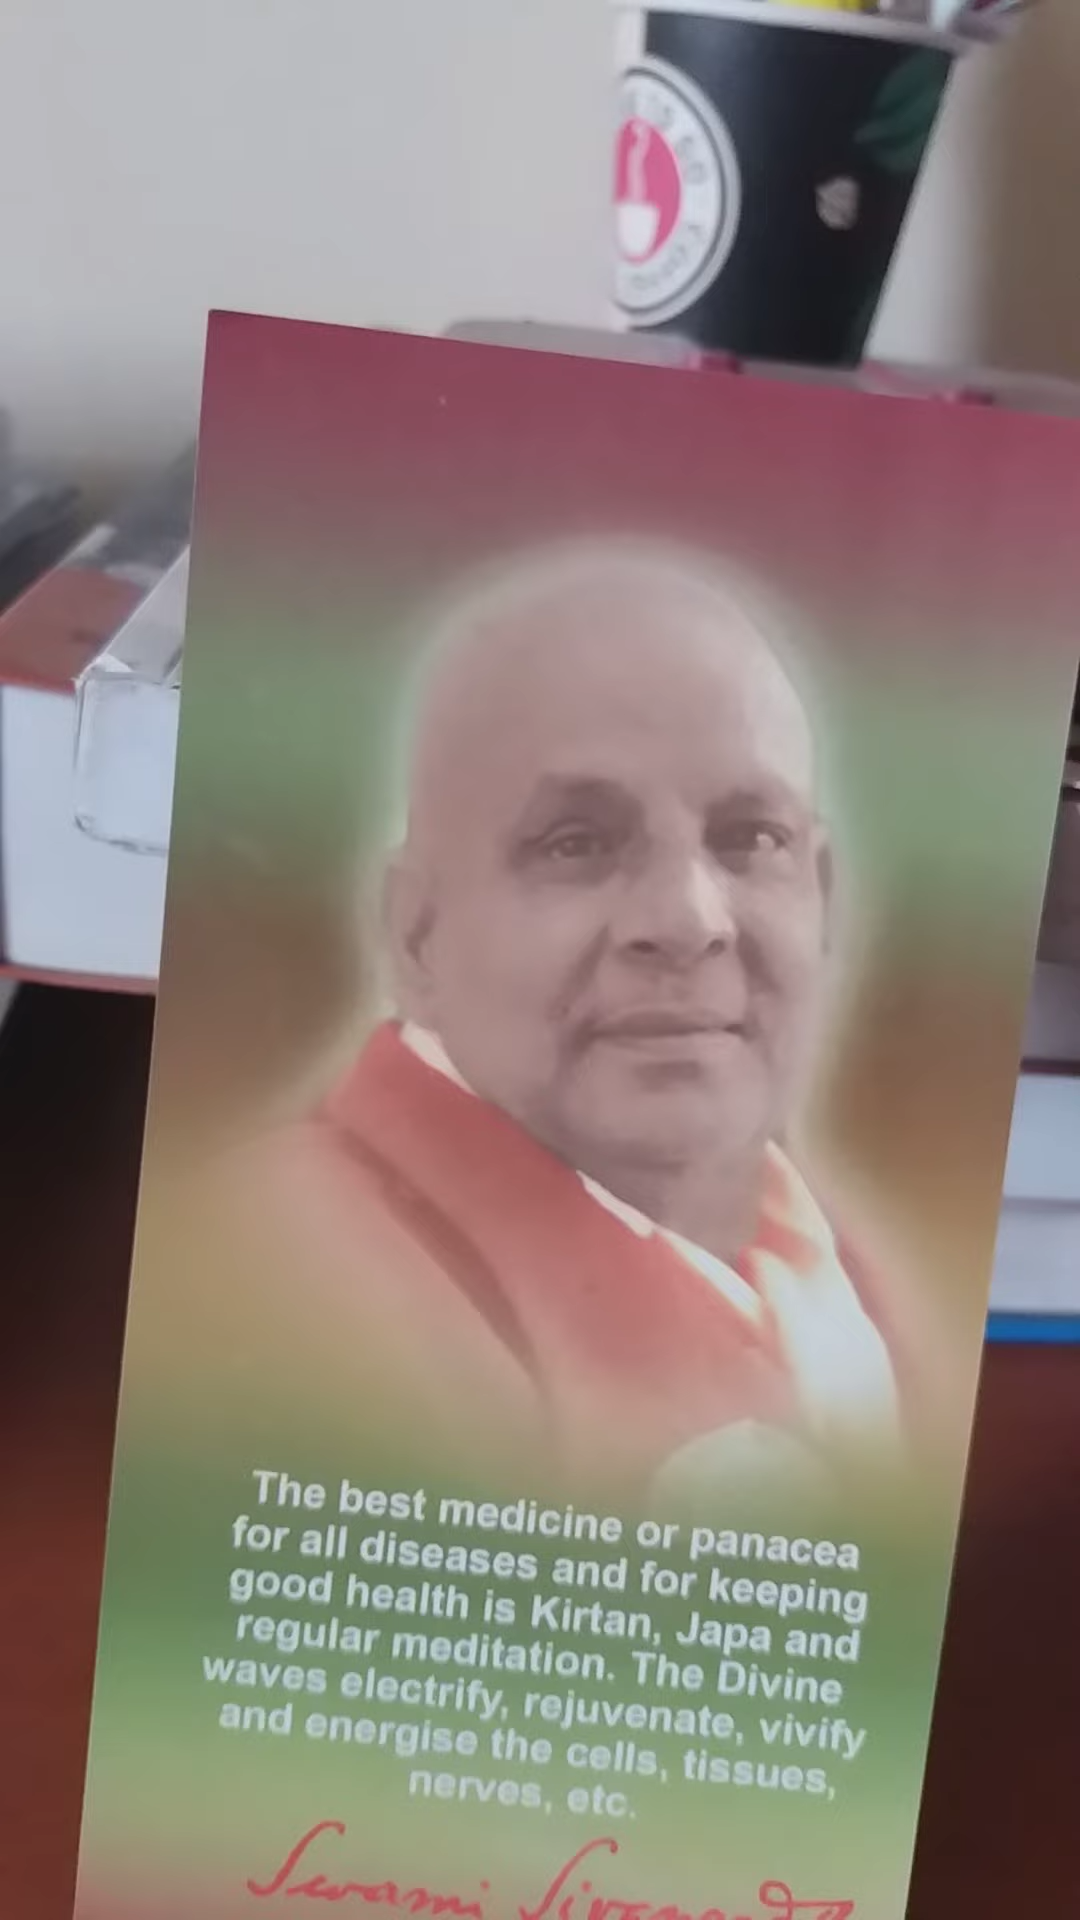 The best medicine or panacea
for all diseases and for keeping
good health is Kirtan, Japa and
regular meditation. The Divine
waves electrify, rejuvenate, vivify
and energise the cells, tissues,
nerves, etc.
Swami Sivananda